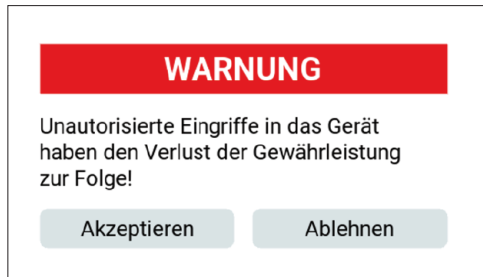 WARNUNG
Unautorisierte Eingriffe in das Gerät
haben den Verlust der Gewährleistung
zur Folge!
Akzeptieren
Ablehnen